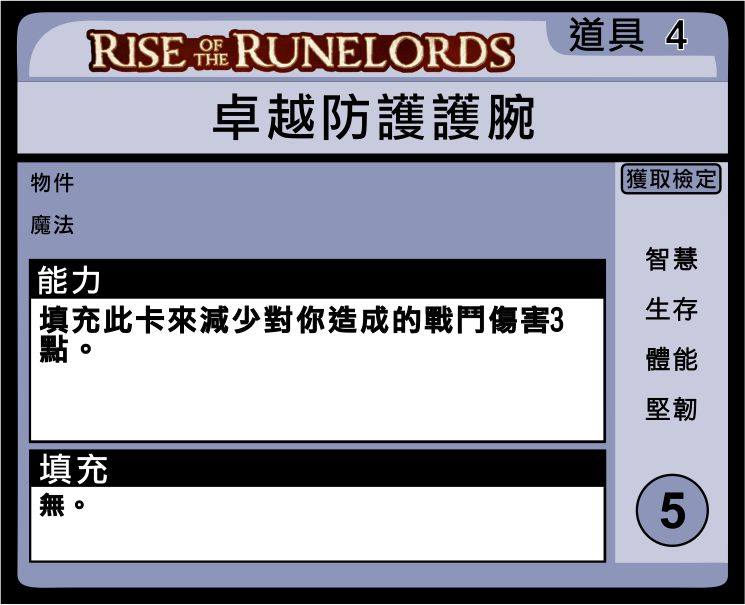 道具 4
RISE OF THE RUNELORDS
卓越防護護腕
物件
魔法
獲取檢定
智慧
生存
體能
堅韌
5
能力
填充此卡來減少對你造成的戰鬥傷害3
點。
填充
無。